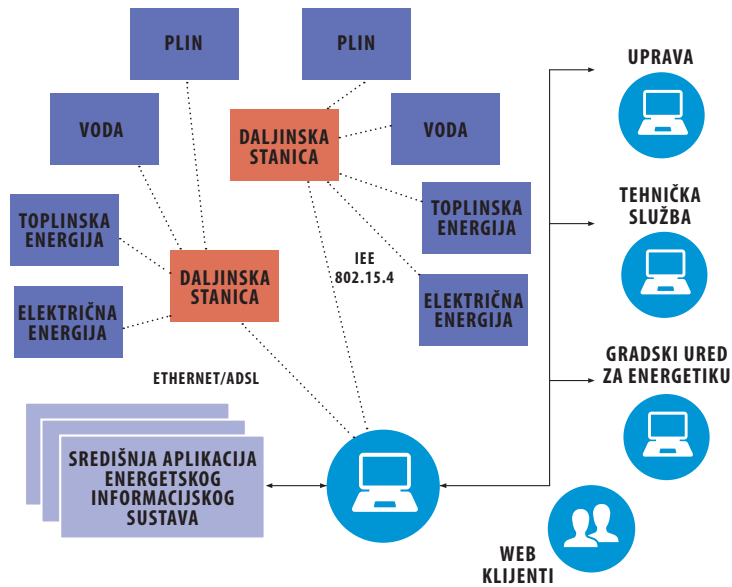 PLIN
PLIN
UPRAVA
VODA
DALJINSKA
STANICA
VODA
TEHNIČKA
SLUŽBA
TOPLINSKA
ENERGIJA
TOPLINSKA
ENERGIJA
IEE
802.15.4
DALJINSKA
STANICA
ELEKTRIČNA
ENERGIJA
ELEKTRIČNA
ENERGIJA
GRADSKI URED
ZA ENERGETIKU
ETHERNET/ADSL
SREDIŠNJA APLIKACIJA
ENERGETSKOG
INFORMACIJSKOG
SUSTAVA
WEB
KLIJENTI